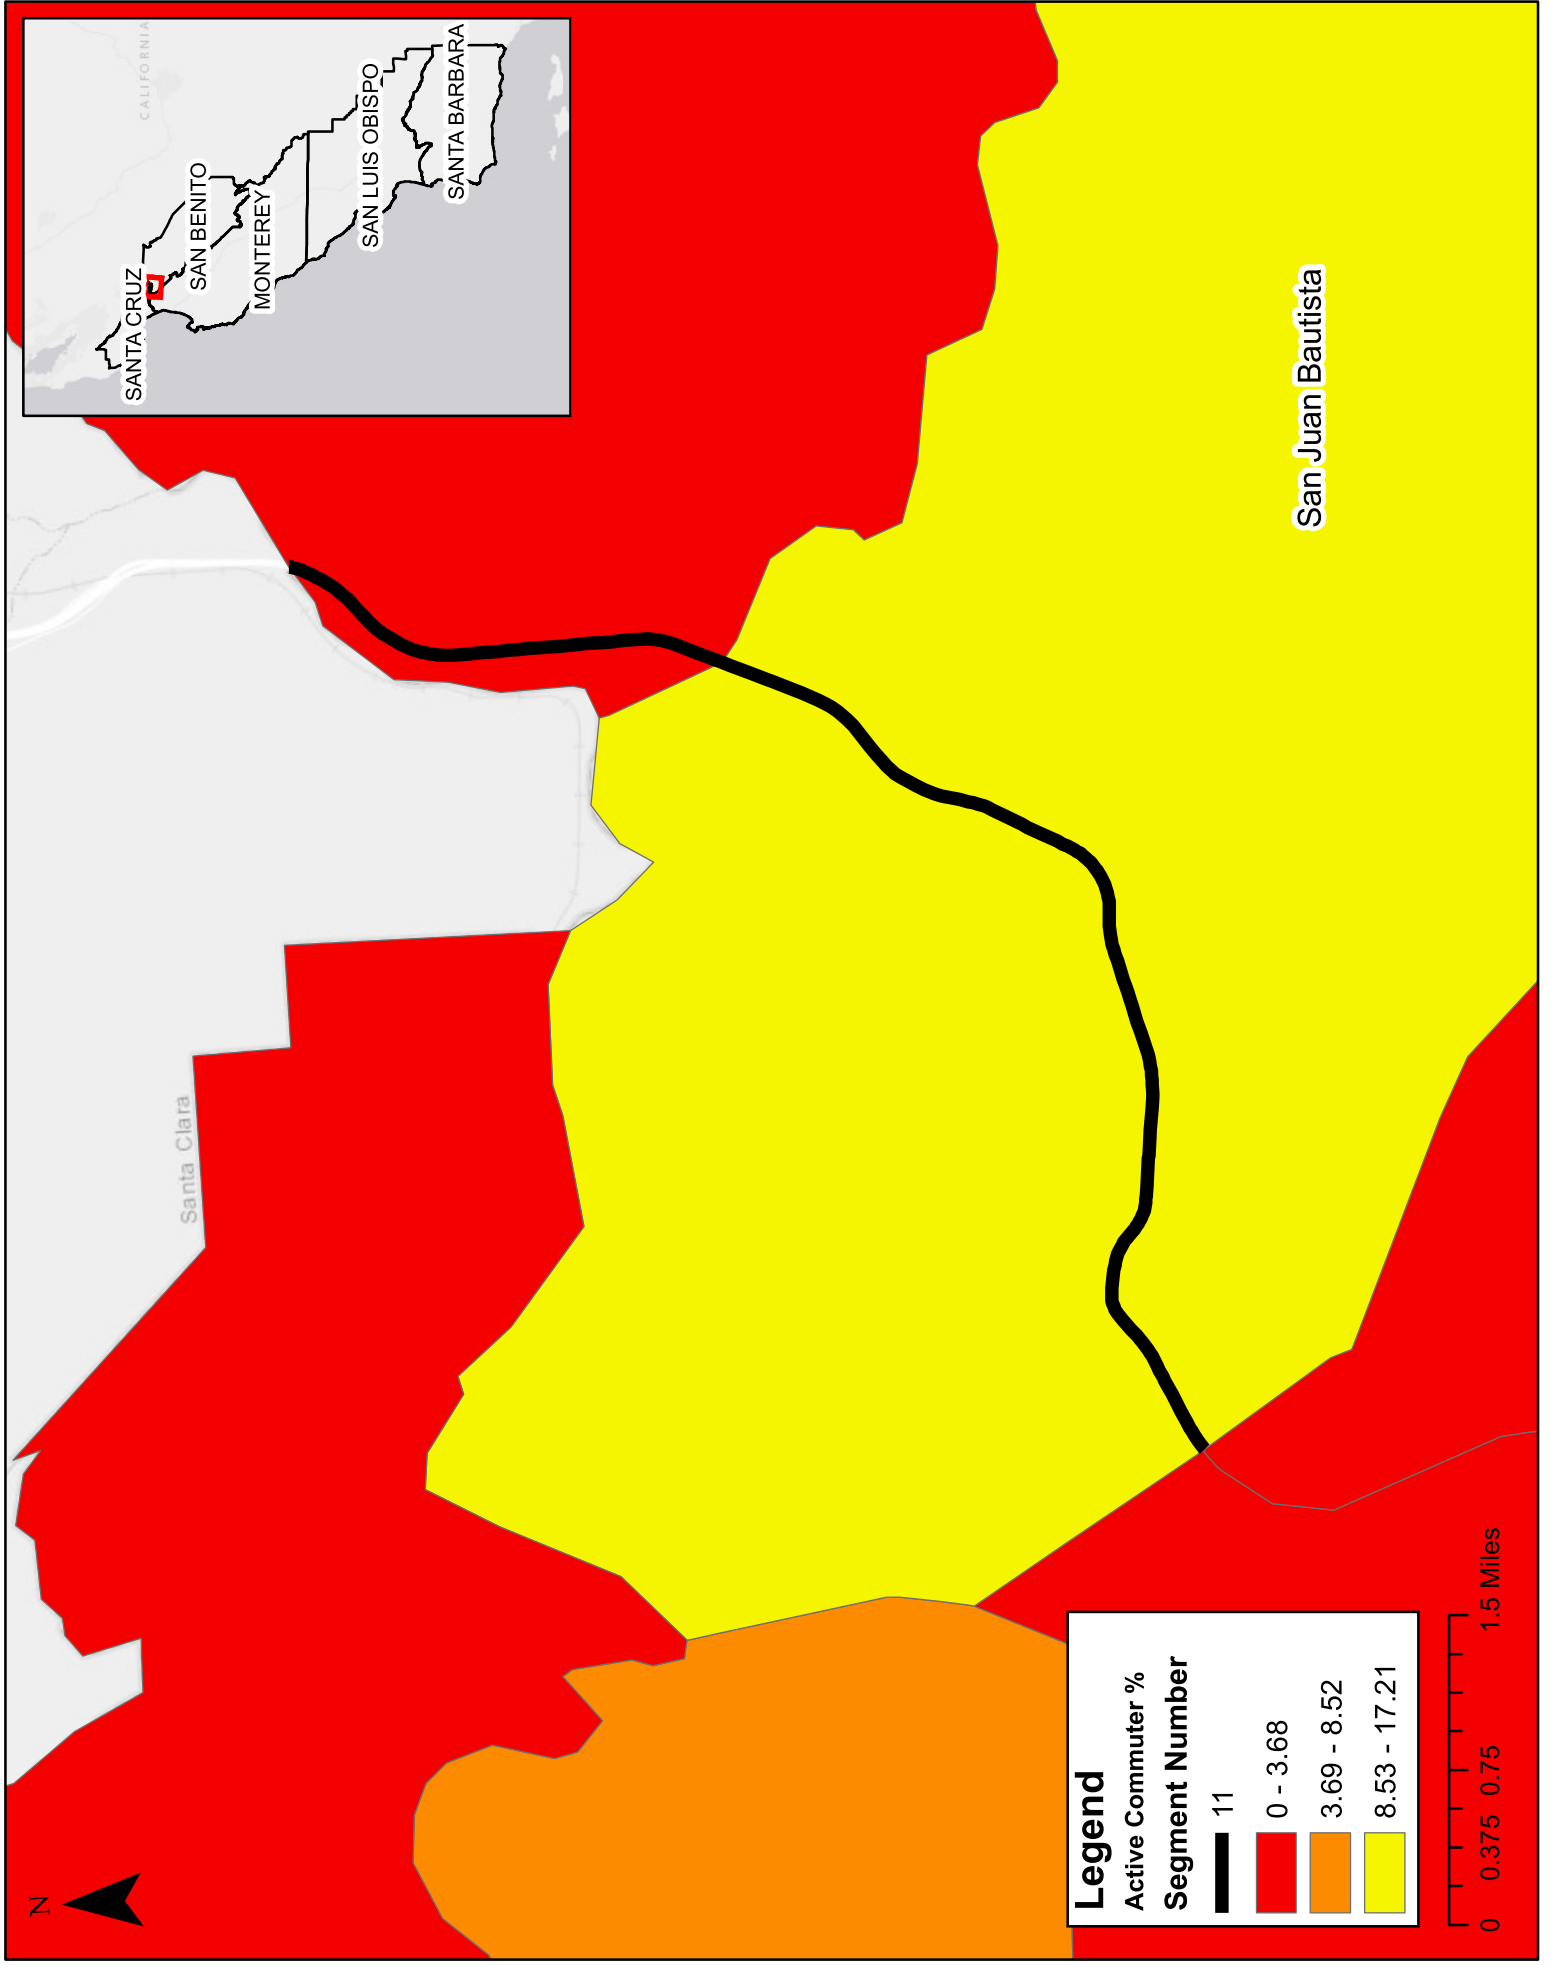 CALIFORNIA
SANTA CRUZ
SAN BENITO
MONTEREY
SAN LUIS OBISPO
SANTA BARBARA
Santa Clara
San Juan Bautista
N
Legend
Active Commuter %
Segment Number
11
0 - 3.68
3.69 - 8.52
8.53 - 17.21
0 0.375 0.75 1.5 Miles